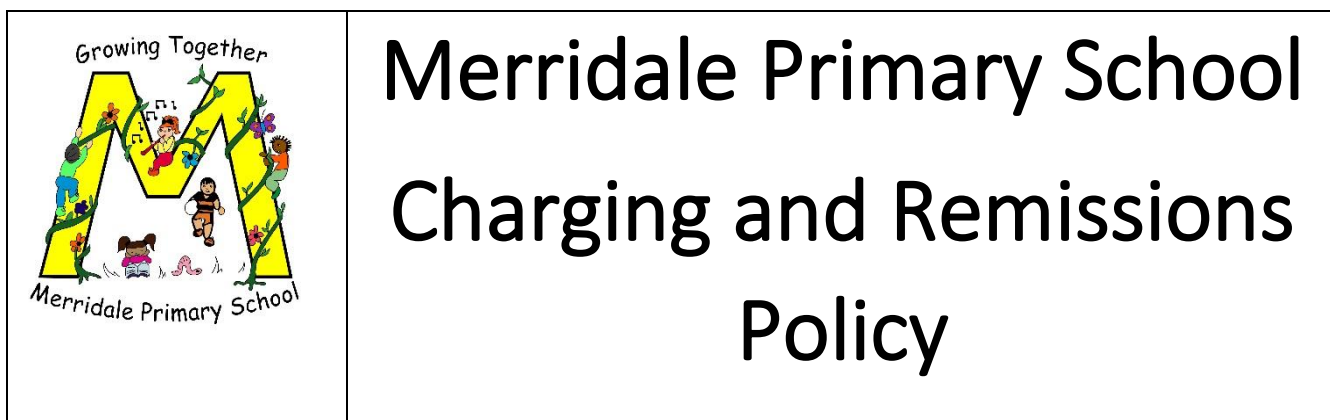 Growing Together
Merridale Primary School
Merridale Primary School
Charging and Remissions
Policy